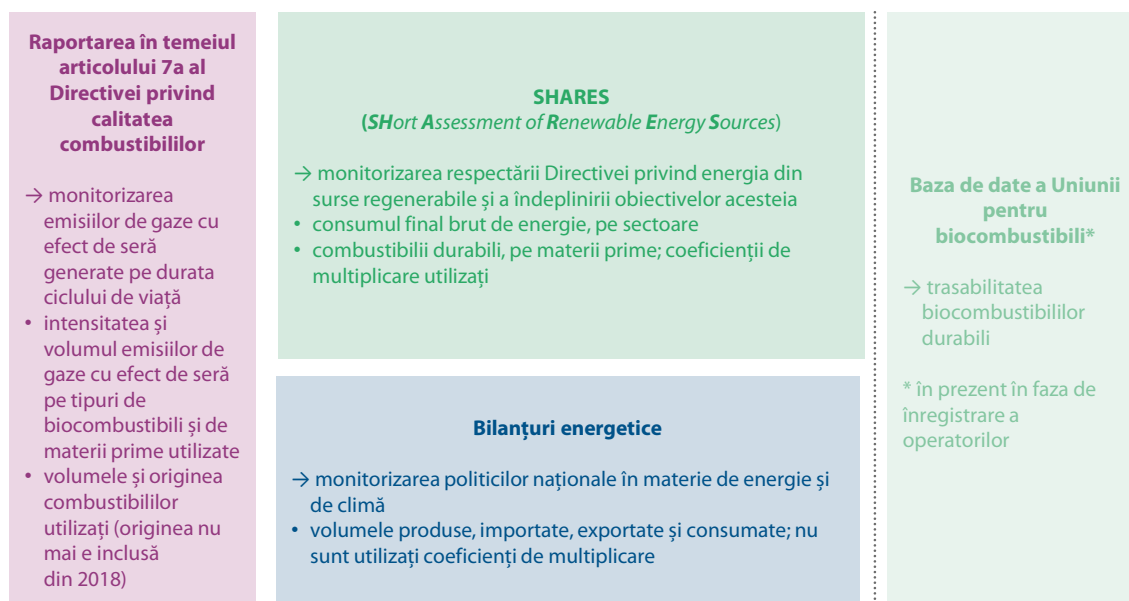 Raportarea în temeiul
articolului 7a al
Directivei privind
calitatea
combustibililor
→ monitorizarea
emisiilor de gaze cu
efect de seră
generate pe durata
ciclului de viață
• intensitatea și
volumul emisiilor de
gaze cu efect de seră
pe tipuri de
biocombustibili și de
materii prime utilizate
• volumele și originea
combustibililor
utilizați (originea nu
mai e inclusă
din 2018)
SHARES
(SHort Assessment of Renewable Energy Sources)
→ monitorizarea respectării Directivei privind energia din
surse regenerabile și a îndeplinirii obiectivelor acesteia
• consumul final brut de energie, pe sectoare
• combustibilii durabili, pe materii prime; coeficienții de
multiplicare utilizați
Bilanțuri energetice
→ monitorizarea politicilor naționale în materie de energie și
de climă
• volumele produse, importate, exportate și consumate; nu
sunt utilizați coeficienți de multiplicare
Baza de date a Uniunii
pentru
biocombustibili*
→ trasabilitatea
biocombustibililor
durabili
* în prezent în faza de
înregistrare a
operatorilor